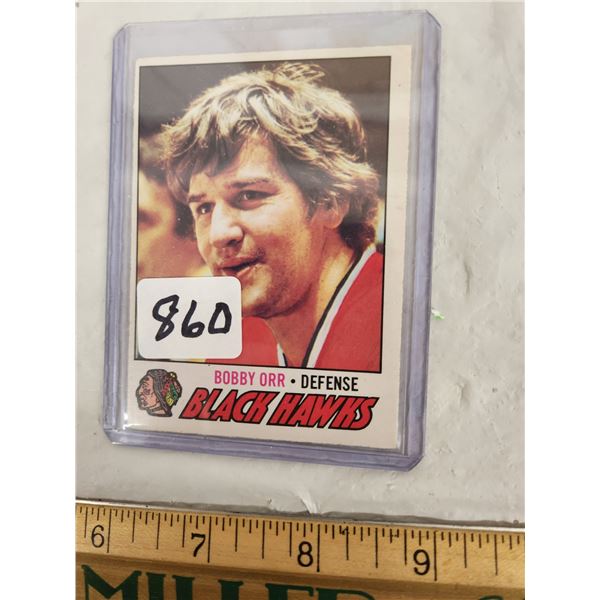 860
BOBBY ORR • DEFENSE
BLACK HAWKS
6 7 8 9
MILLER